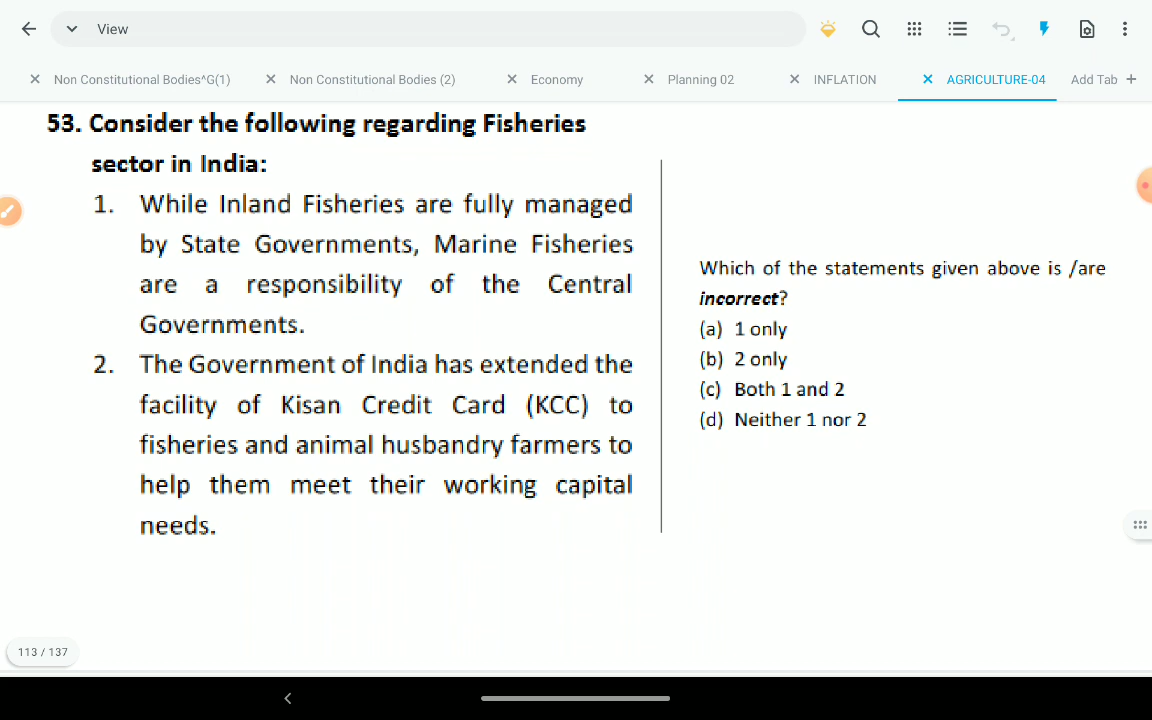 View
Non Constitutional Bodies^G(1)
Non Constitutional Bodies (2)
Economy
Planning 02
INFLATION
AGRICULTURE-04
Add Tab +
53. Consider the following regarding Fisheries
sector in India:
1. While Inland Fisheries are fully managed
by State Governments, Marine Fisheries
are a responsibility of the Central
Governments.
2. The Government of India has extended the
facility of Kisan Credit Card (KCC) to
fisheries and animal husbandry farmers to
help them meet their working capital
needs.
Which of the statements given above is /are
incorrect?
(a) 1 only
(b) 2 only
(c) Both 1 and 2
(d) Neither 1 nor 2
113 / 137